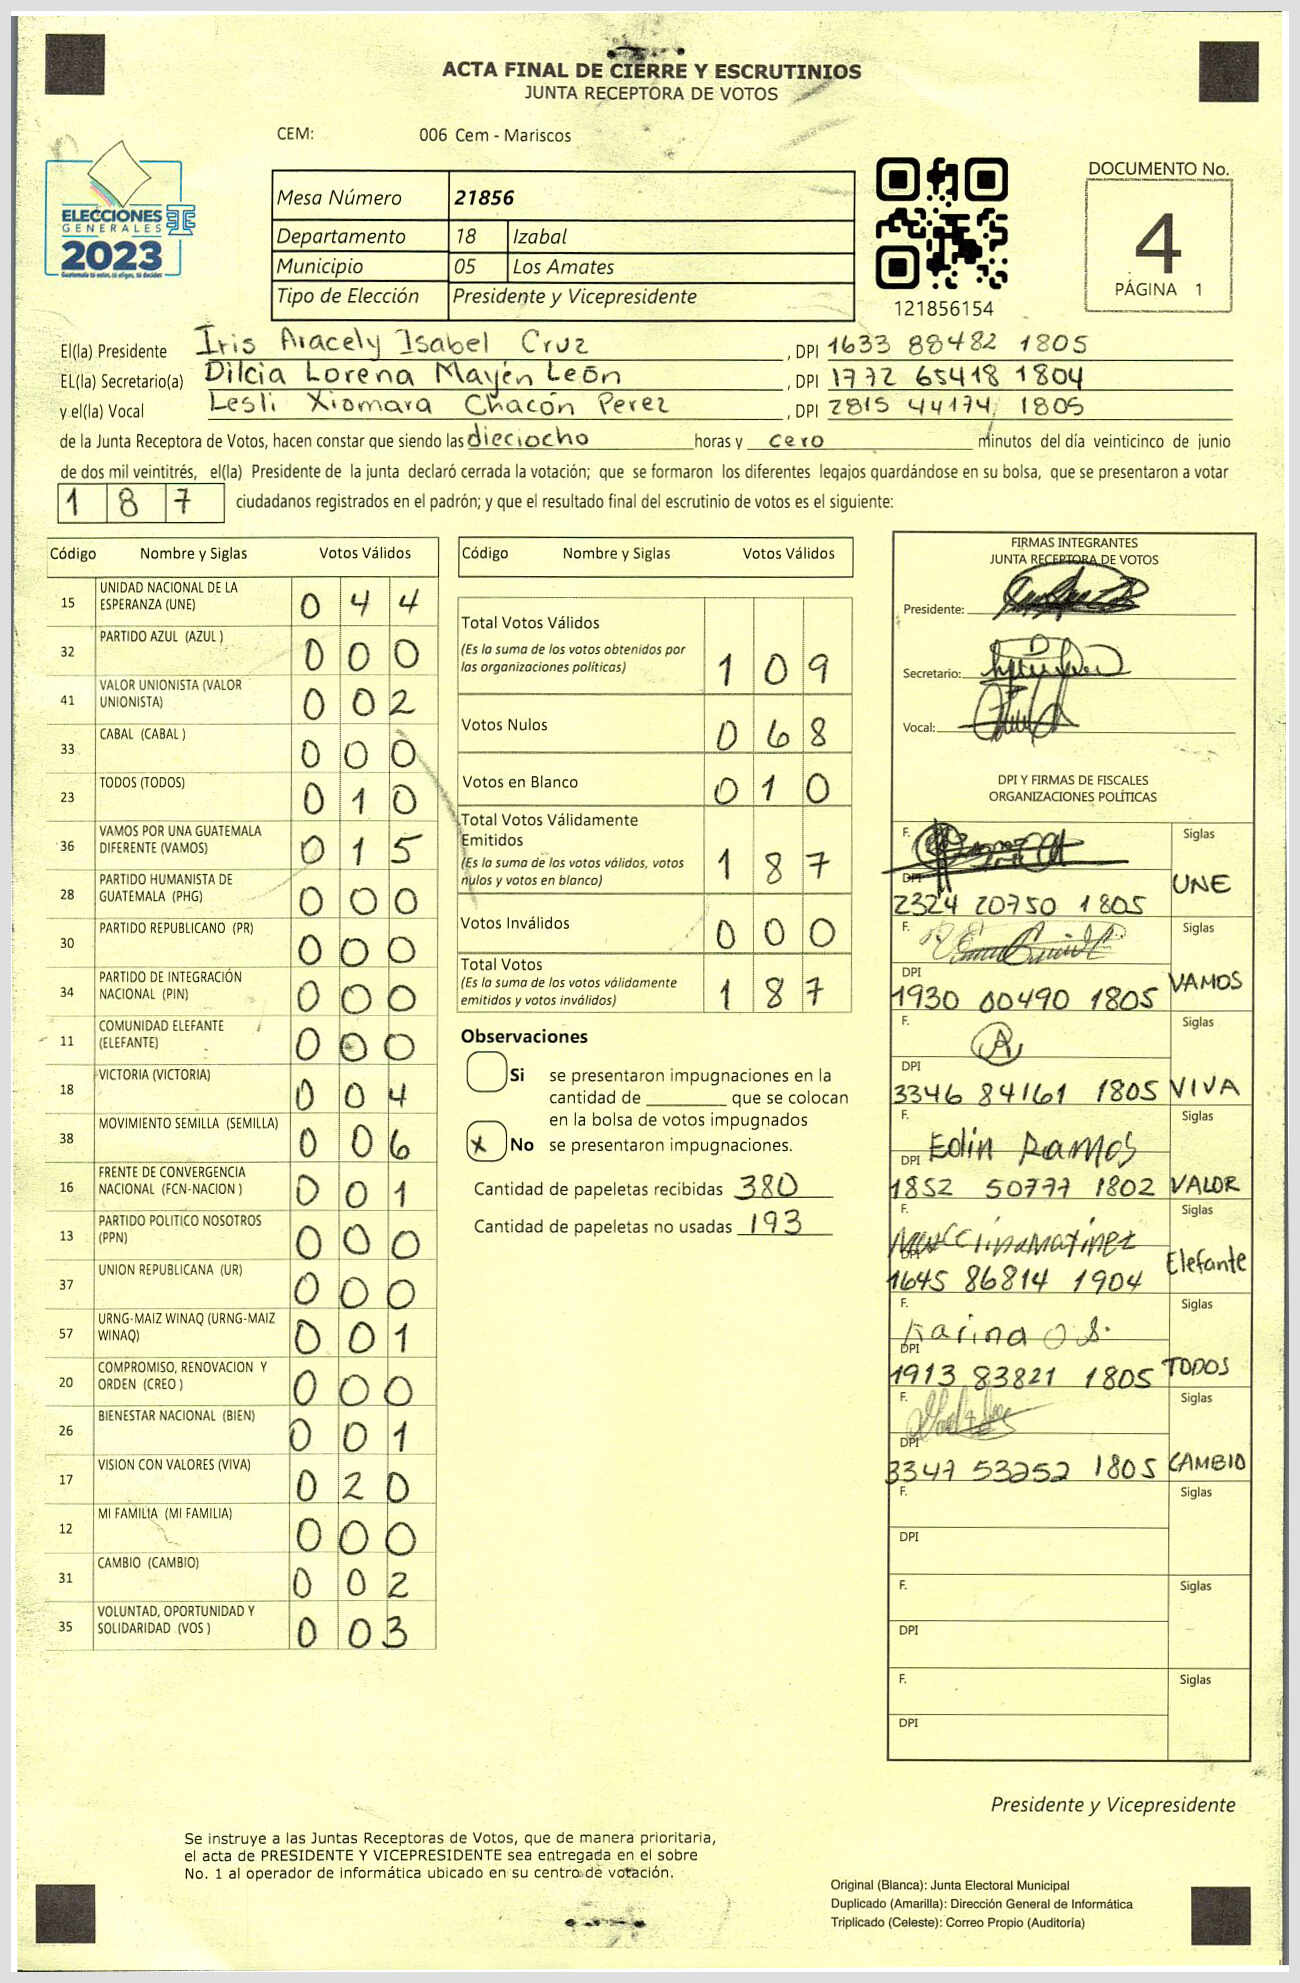 ACTA FINAL DE CIERRE Y ESCRUTINIOS
JUNTA RECEPTORA DE VOTOS
CEM: 006 Cem - Mariscos
ELECCIONES
GENERALES
2023
Guatemala tú votas, tú eliges, tú decides
Mesa Número 21856
Departamento 18 Izabal
Municipio 05 Los Amates
Tipo de Elección Presidente y Vicepresidente
121856154
DOCUMENTO No.
4
PÁGINA 1
El(la) Presidente Iris Aracely Isabel Cruz, DPI 1633 88482 1805
EL(la) Secretario(a) Dilcia Lorena Mayén León, DPI 1772 65418 1804
y el(la) Vocal Lesli Xiomara Chacón Perez, DPI 2815 44174 1805
de la Junta Receptora de Votos, hacen constar que siendo las dieciocho horas y cero minutos del día veinticinco de junio
de dos mil veintitrés, el(la) Presidente de la junta declaró cerrada la votación; que se formaron los diferentes legajos guardándose en su bolsa, que se presentaron a votar
187 ciudadanos registrados en el padrón; y que el resultado final del escrutinio de votos es el siguiente:
Código Nombre y Siglas Votos Válidos
15 UNIDAD NACIONAL DE LA ESPERANZA (UNE) 0 4 4
32 PARTIDO AZUL (AZUL ) 0 0 0
41 VALOR UNIONISTA (VALOR UNIONISTA) 0 0 2
33 CABAL (CABAL ) 0 0 0
23 TODOS (TODOS) 0 1 0
36 VAMOS POR UNA GUATEMALA DIFERENTE (VAMOS) 0 1 5
28 PARTIDO HUMANISTA DE GUATEMALA (PHG) 0 0 0
30 PARTIDO REPUBLICANO (PR) 0 0 0
34 PARTIDO DE INTEGRACIÓN NACIONAL (PIN) 0 0 0
11 COMUNIDAD ELEFANTE (ELEFANTE) 0 0 0
18 VICTORIA (VICTORIA) 0 0 4
38 MOVIMIENTO SEMILLA (SEMILLA) 0 0 6
16 FRENTE DE CONVERGENCIA NACIONAL (FCN-NACION ) 0 0 1
13 PARTIDO POLITICO NOSOTROS (PPN) 0 0 0
37 UNION REPUBLICANA (UR) 0 0 0
57 URNG-MAIZ WINAQ (URNG-MAIZ WINAQ) 0 0 1
20 COMPROMISO, RENOVACION Y ORDEN (CREO ) 0 0 0
26 BIENESTAR NACIONAL (BIEN) 0 0 1
17 VISION CON VALORES (VIVA) 0 2 0
12 MI FAMILIA (MI FAMILIA) 0 0 0
31 CAMBIO (CAMBIO) 0 0 2
35 VOLUNTAD, OPORTUNIDAD Y SOLIDARIDAD (VOS ) 0 0 3
Código Nombre y Siglas Votos Válidos
Total Votos Válidos
(Es la suma de los votos obtenidos por las organizaciones políticas) 1 0 9
Votos Nulos 0 6 8
Votos en Blanco 0 1 0
Total Votos Válidamente Emitidos
(Es la suma de los votos válidos, votos nulos y votos en blanco) 1 8 7
Votos Inválidos 0 0 0
Total Votos
(Es la suma de los votos válidamente emitidos y votos inválidos) 1 8 7
Observaciones
Si se presentaron impugnaciones en la
cantidad de ________ que se colocan
en la bolsa de votos impugnados
x No se presentaron impugnaciones.
Cantidad de papeletas recibidas 380
Cantidad de papeletas no usadas 193
FIRMAS INTEGRANTES
JUNTA RECEPTORA DE VOTOS
Presidente:
Secretario:
Vocal:
DPI Y FIRMAS DE FISCALES
ORGANIZACIONES POLÍTICAS
F. Siglas
DPI 2324 20750 1805 UNE
F. Siglas
DPI 1930 00490 1805 VAMOS
F. A Siglas
DPI 3346 84161 1805 VIVA
F. Edin Ramos Siglas
DPI 1852 50777 1802 VALOR
F. Siglas
DPI 1645 86814 1904 Elefante
F. Karina O S. Siglas
DPI 1913 83821 1805 TODOS
F. Siglas
DPI 3347 53252 1805 CAMBIO
F. Siglas
DPI
F. Siglas
DPI
F. Siglas
DPI
Presidente y Vicepresidente
Se instruye a las Juntas Receptoras de Votos, que de manera prioritaria,
el acta de PRESIDENTE Y VICEPRESIDENTE sea entregada en el sobre
No. 1 al operador de informática ubicado en su centro de votación.
Original (Blanca): Junta Electoral Municipal
Duplicado (Amarilla): Dirección General de Informática
Triplicado (Celeste): Correo Propio (Auditoría)